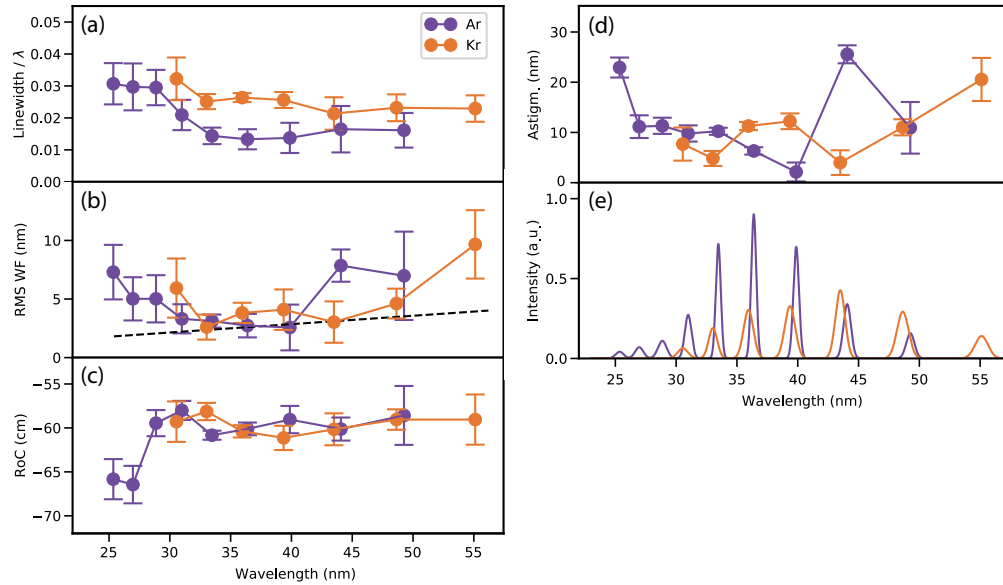 (a)
Ar
Kr
0.05
0.04
0.03
0.02
0.01
0.00
Linewidth / λ
(b)
10
5
0
RMS WF (nm)
(c)
−55
−60
−65
−70
RoC (cm)
25 30 35 40 45 50 55
Wavelength (nm)
(d)
30
20
10
0
Astigm. (nm)
(e)
1.0
0.5
0.0
Intensity (a.u.)
25 30 35 40 45 50 55
Wavelength (nm)